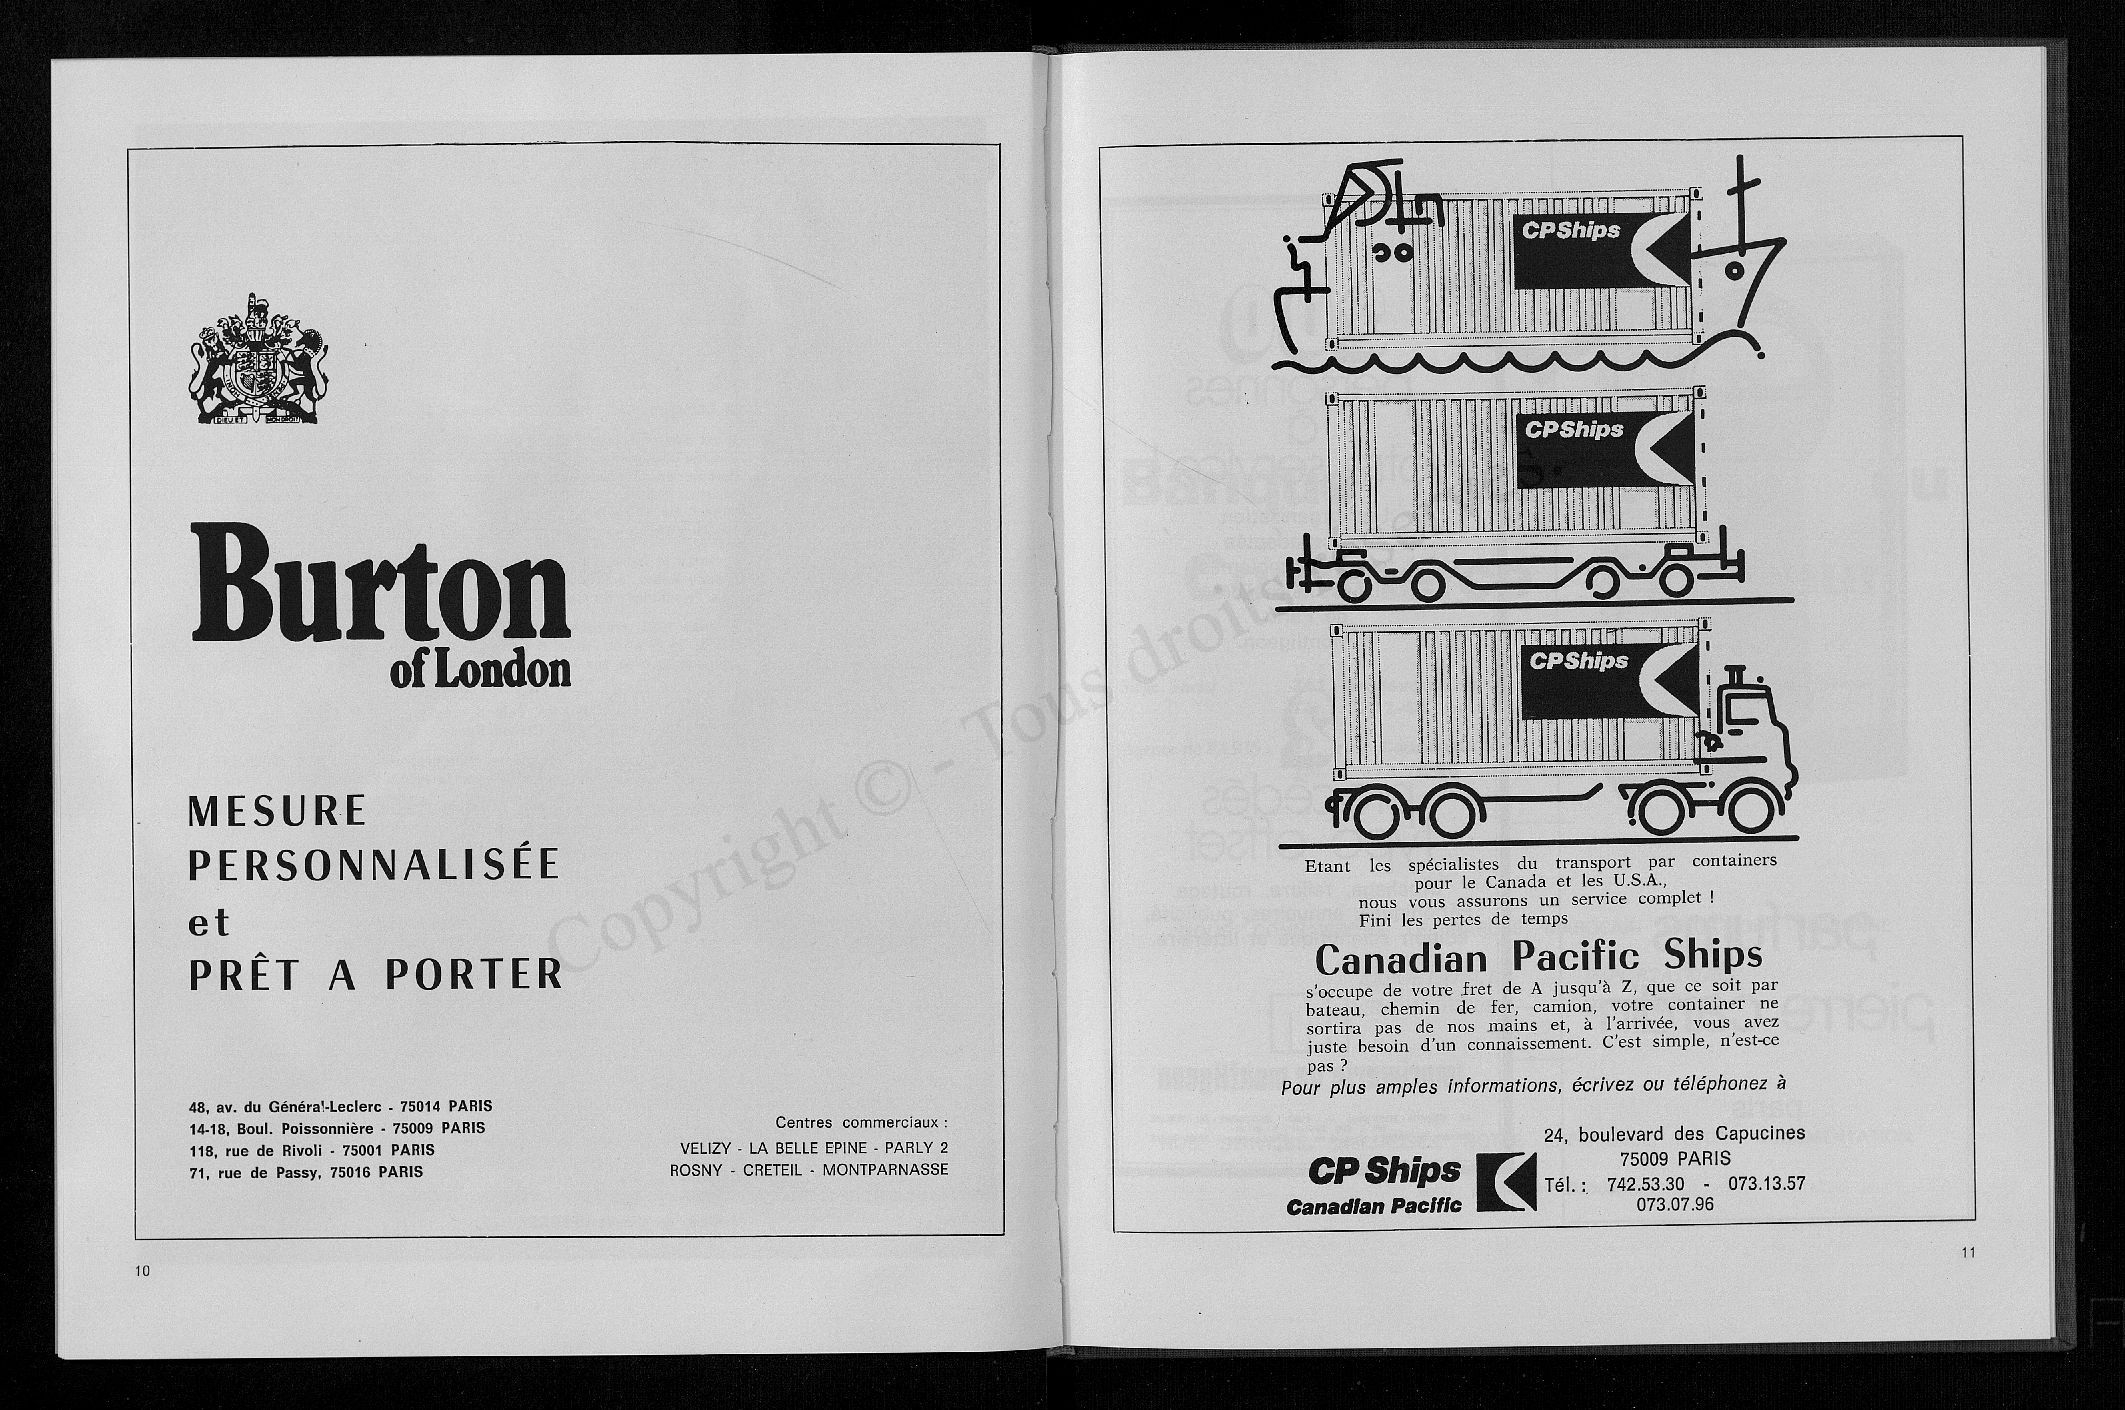 DIEU ET MON DROIT
Burton
of London
MESURE
PERSONNALISÉE
et
PRÊT A PORTER
48, av. du Général-Leclerc - 75014 PARIS
14-18, Boul. Poissonnière - 75009 PARIS
118, rue de Rivoli - 75001 PARIS
71, rue de Passy, 75016 PARIS
Centres commerciaux :
VELIZY - LA BELLE EPINE - PARLY 2
ROSNY - CRETEIL - MONTPARNASSE
10
Copyright © - Tous droits
CPShips
CPShips
CPShips
Etant les spécialistes du transport par containers
pour le Canada et les U.S.A.,
nous vous assurons un service complet !
Fini les pertes de temps
Canadian Pacific Ships
s'occupe de votre fret de A jusqu'à Z, que ce soit par
bateau, chemin de fer, camion, votre container ne
sortira pas de nos mains et, à l'arrivée, vous avez
juste besoin d'un connaissement. C'est simple, n'est-ce
pas ?
Pour plus amples informations, écrivez ou téléphonez à
24, boulevard des Capucines
75009 PARIS
Tél. : 742.53.30 - 073.13.57
073.07.96
CP Ships
Canadian Pacific
11